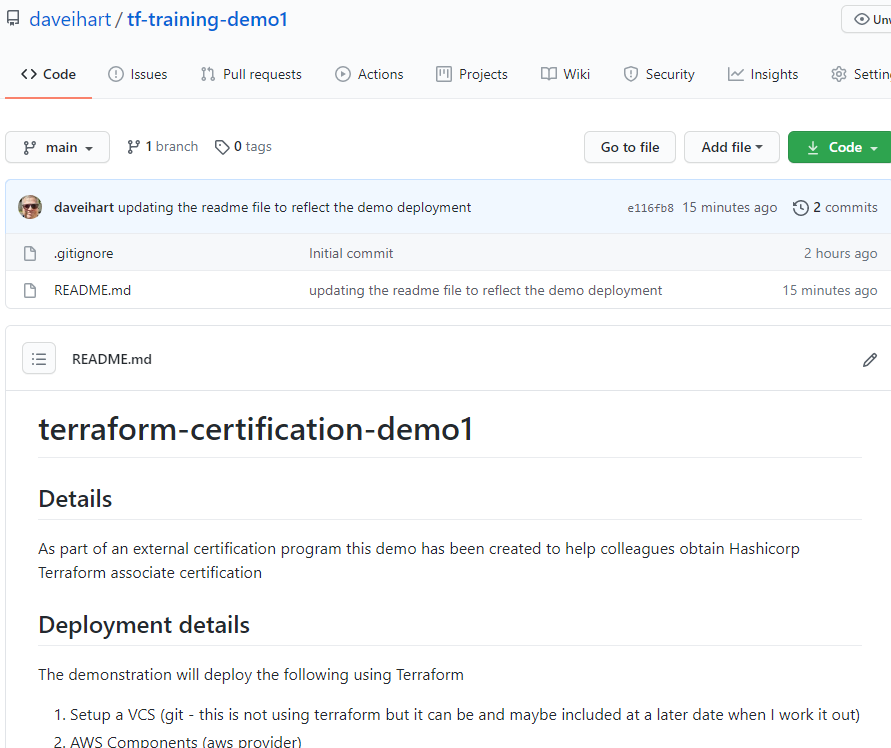 daveihart / tf-training-demo1
Code Issues Pull requests Actions Projects Wiki Security Insights
main 1 branch 0 tags Go to file Add file Code
daveihart updating the readme file to reflect the demo deployment e116fb8 15 minutes ago 2 commits
.gitignore Initial commit 2 hours ago
README.md updating the readme file to reflect the demo deployment 15 minutes ago
README.md
terraform-certification-demo1
Details
As part of an external certification program this demo has been created to help colleagues obtain Hashicorp
Terraform associate certification
Deployment details
The demonstration will deploy the following using Terraform
1. Setup a VCS (git - this is not using terraform but it can be and maybe included at a later date when I work it out)
2. AWS Components (aws provider)